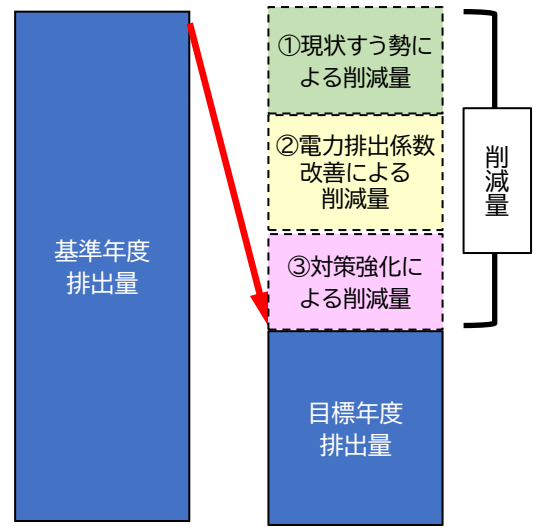 基準年度
排出量
①現状すう勢に
よる削減量
②電力排出係数
改善による
削減量
③対策強化に
よる削減量
目標年度
排出量
削減量